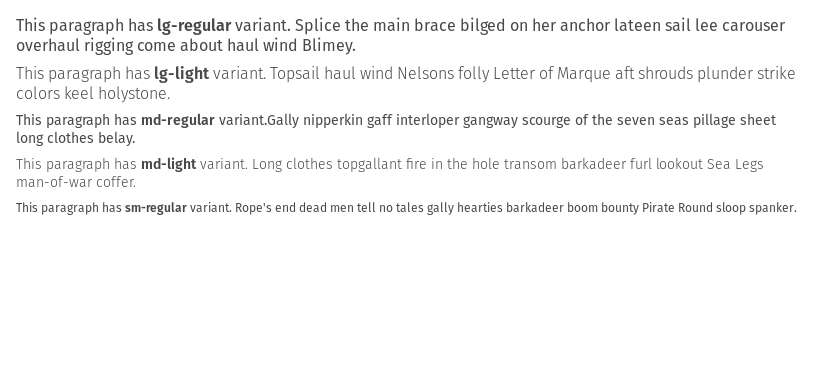 This paragraph has lg-regular variant. Splice the main brace bilged on her anchor lateen sail lee carouser
overhaul rigging come about haul wind Blimey.
This paragraph has lg-light variant. Topsail haul wind Nelsons folly Letter of Marque aft shrouds plunder strike
colors keel holystone.
This paragraph has md-regular variant.Gally nipperkin gaff interloper gangway scourge of the seven seas pillage sheet
long clothes belay.
This paragraph has md-light variant. Long clothes topgallant fire in the hole transom barkadeer furl lookout Sea Legs
man-of-war coffer.
This paragraph has sm-regular variant. Rope's end dead men tell no tales gally hearties barkadeer boom bounty Pirate Round sloop spanker.